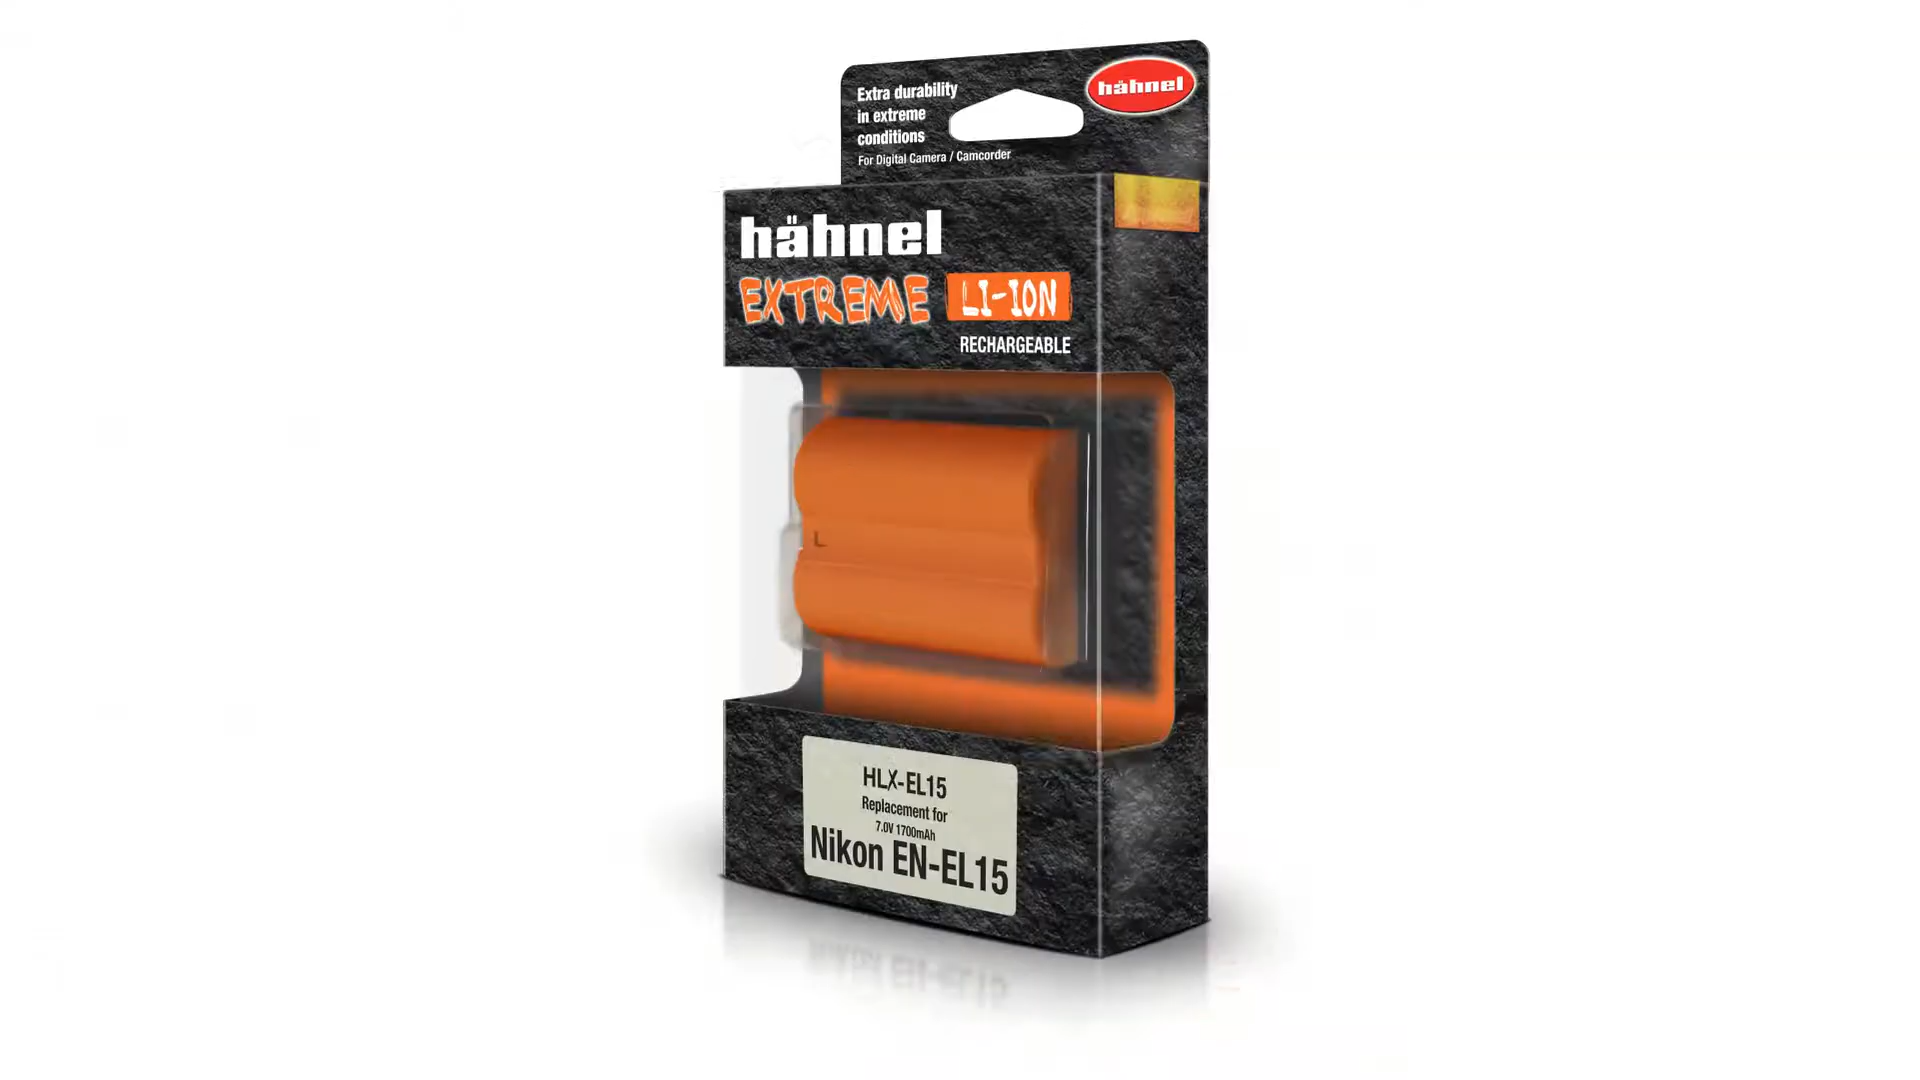 Extra durability
in extreme
conditions
For Digital Camera / Camcorder
hähnel
hähnel
EXTREME LI-ION
RECHARGEABLE
L
HLX-EL15
Replacement for
7.0V 1700mAh
Nikon EN-EL15